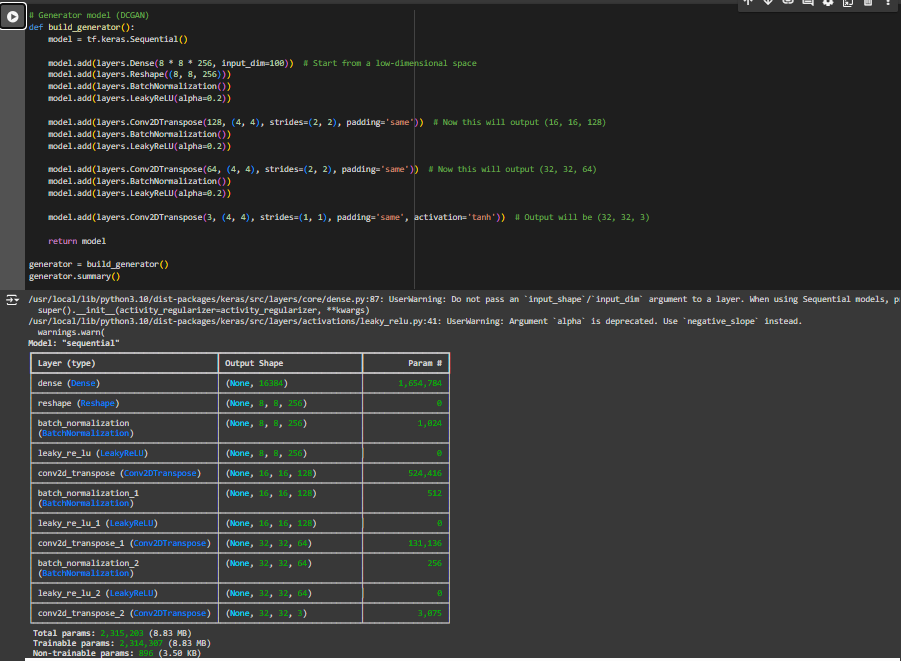 # Generator model (DCGAN)
def build_generator():
    model = tf.keras.Sequential()
    model.add(layers.Dense(8 * 8 * 256, input_dim=100))  # Start from a low-dimensional space
    model.add(layers.Reshape((8, 8, 256)))
    model.add(layers.BatchNormalization())
    model.add(layers.LeakyReLU(alpha=0.2))
    model.add(layers.Conv2DTranspose(128, (4, 4), strides=(2, 2), padding='same'))  # Now this will output (16, 16, 128)
    model.add(layers.BatchNormalization())
    model.add(layers.LeakyReLU(alpha=0.2))
    model.add(layers.Conv2DTranspose(64, (4, 4), strides=(2, 2), padding='same'))  # Now this will output (32, 32, 64)
    model.add(layers.BatchNormalization())
    model.add(layers.LeakyReLU(alpha=0.2))
    model.add(layers.Conv2DTranspose(3, (4, 4), strides=(1, 1), padding='same', activation='tanh'))  # Output will be (32, 32, 3)
    return model
generator = build_generator()
generator.summary()
/usr/local/lib/python3.10/dist-packages/keras/src/layers/core/dense.py:87: UserWarning: Do not pass an `input_shape`/`input_dim` argument to a layer. When using Sequential models,
  super().__init__(activity_regularizer=activity_regularizer, **kwargs)
/usr/local/lib/python3.10/dist-packages/keras/src/layers/activations/leaky_relu.py:41: UserWarning: Argument `alpha` is deprecated. Use `negative_slope` instead.
  warnings.warn(
Model: "sequential"
Layer (type) Output Shape Param #
dense (Dense) (None, 16384) 1,654,784
reshape (Reshape) (None, 8, 8, 256) 0
batch_normalization (None, 8, 8, 256) 1,024
(BatchNormalization)
leaky_re_lu (LeakyReLU) (None, 8, 8, 256) 0
conv2d_transpose (Conv2DTranspose) (None, 16, 16, 128) 524,416
batch_normalization_1 (None, 16, 16, 128) 512
(BatchNormalization)
leaky_re_lu_1 (LeakyReLU) (None, 16, 16, 128) 0
conv2d_transpose_1 (Conv2DTranspose) (None, 32, 32, 64) 131,136
batch_normalization_2 (None, 32, 32, 64) 256
(BatchNormalization)
leaky_re_lu_2 (LeakyReLU) (None, 32, 32, 64) 0
conv2d_transpose_2 (Conv2DTranspose) (None, 32, 32, 3) 3,075
Total params: 2,315,203 (8.83 MB)
Trainable params: 2,314,307 (8.83 MB)
Non-trainable params: 896 (3.50 KB)